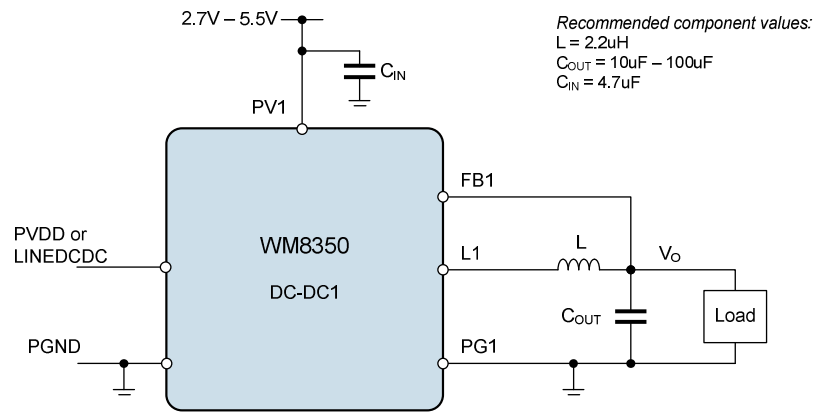 2.7V – 5.5V
Recommended component values:
L = 2.2uH
COUT = 10uF – 100uF
CIN = 4.7uF
CIN
PV1
FB1
PVDD or
LINEDCDC
WM8350
DC-DC1
L1
L
VO
COUT
Load
PGND
PG1